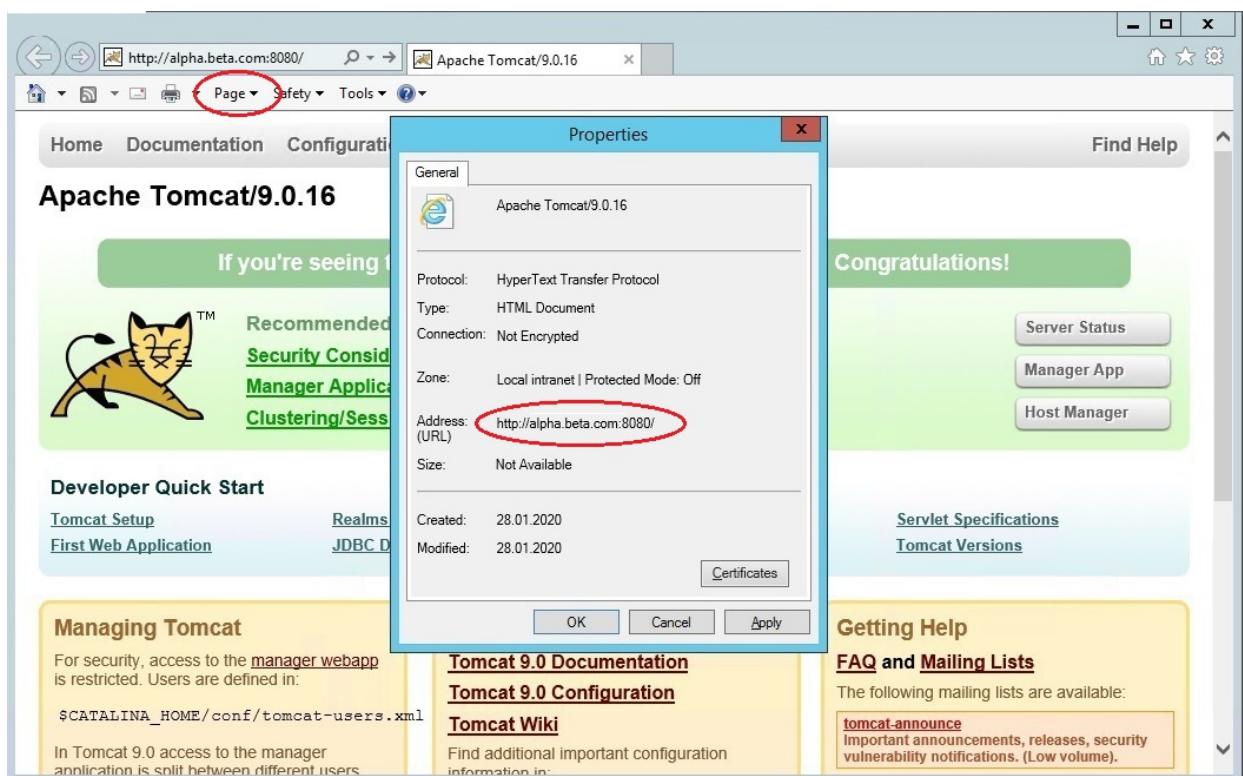 http://alpha.beta.com:8080/
Apache Tomcat/9.0.16
Page Safety Tools
Home Documentation Configurati Find Help
Apache Tomcat/9.0.16
If you're seeing t Congratulations!
TM
Recommended
Security Consid
Manager Applica
Clustering/Sess
Server Status
Manager App
Host Manager
Properties
General
Apache Tomcat/9.0.16
Protocol: HyperText Transfer Protocol
Type: HTML Document
Connection: Not Encrypted
Zone: Local intranet | Protected Mode: Off
Address: http://alpha.beta.com:8080/
(URL)
Size: Not Available
Created: 28.01.2020
Modified: 28.01.2020
Certificates
OK Cancel Apply
Developer Quick Start
Tomcat Setup Realms Servlet Specifications
First Web Application JDBC D Tomcat Versions
Managing Tomcat
For security, access to the manager webapp
is restricted. Users are defined in:
$CATALINA_HOME/conf/tomcat-users.xml
In Tomcat 9.0 access to the manager
application is split between different users.
Tomcat 9.0 Documentation
Tomcat 9.0 Configuration
Tomcat Wiki
Find additional important configuration
information in:
Getting Help
FAQ and Mailing Lists
The following mailing lists are available:
tomcat-announce
Important announcements, releases, security
vulnerability notifications. (Low volume).